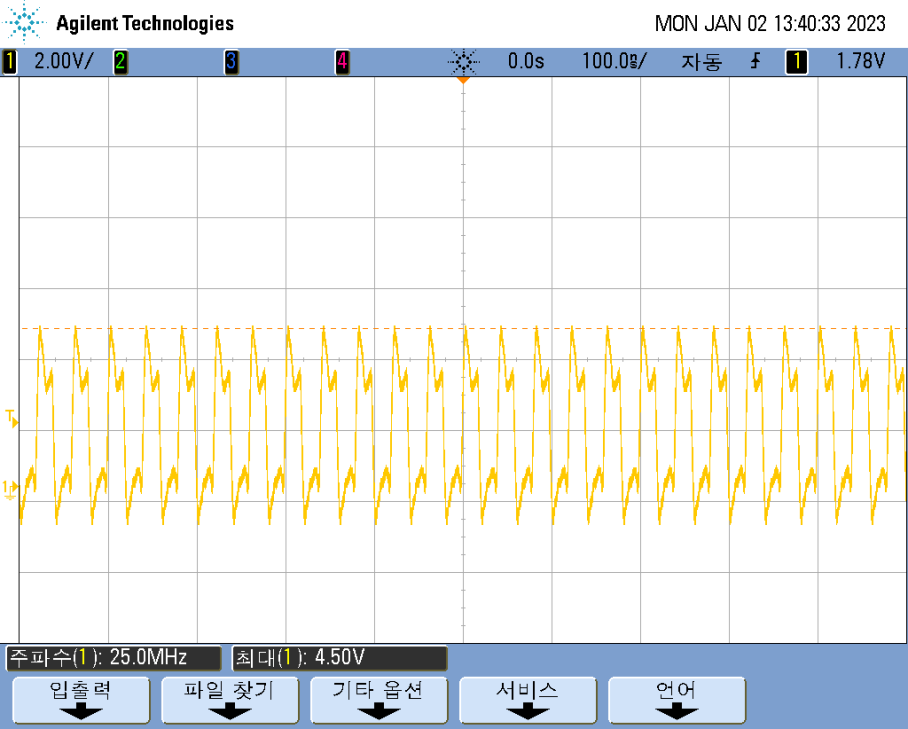 Agilent Technologies MON JAN 02 13:40:33 2023
1 2.00V/ 2 3 4 0.0s 100.0㎱/ 자동 1 1.78V
T
1
주파수(1): 25.0MHz 최대(1): 4.50V
입출력 파일 찾기 기타 옵션 서비스 언어